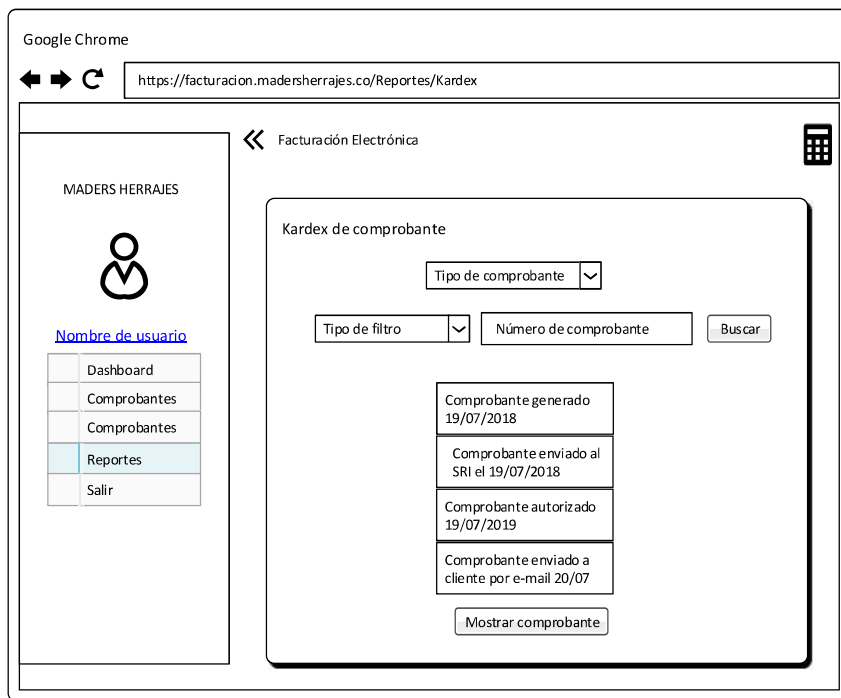 Google Chrome
https://facturacion.madersherrajes.co/Reportes/Kardex
Facturación Electrónica
MADERS HERRAJES
Nombre de usuario
Dashboard
Comprobantes
Comprobantes
Reportes
Salir
Kardex de comprobante
Tipo de comprobante
Tipo de filtro
Número de comprobante
Buscar
Comprobante generado
19/07/2018
Comprobante enviado al
SRI el 19/07/2018
Comprobante autorizado
19/07/2019
Comprobante enviado a
cliente por e-mail 20/07
Mostrar comprobante